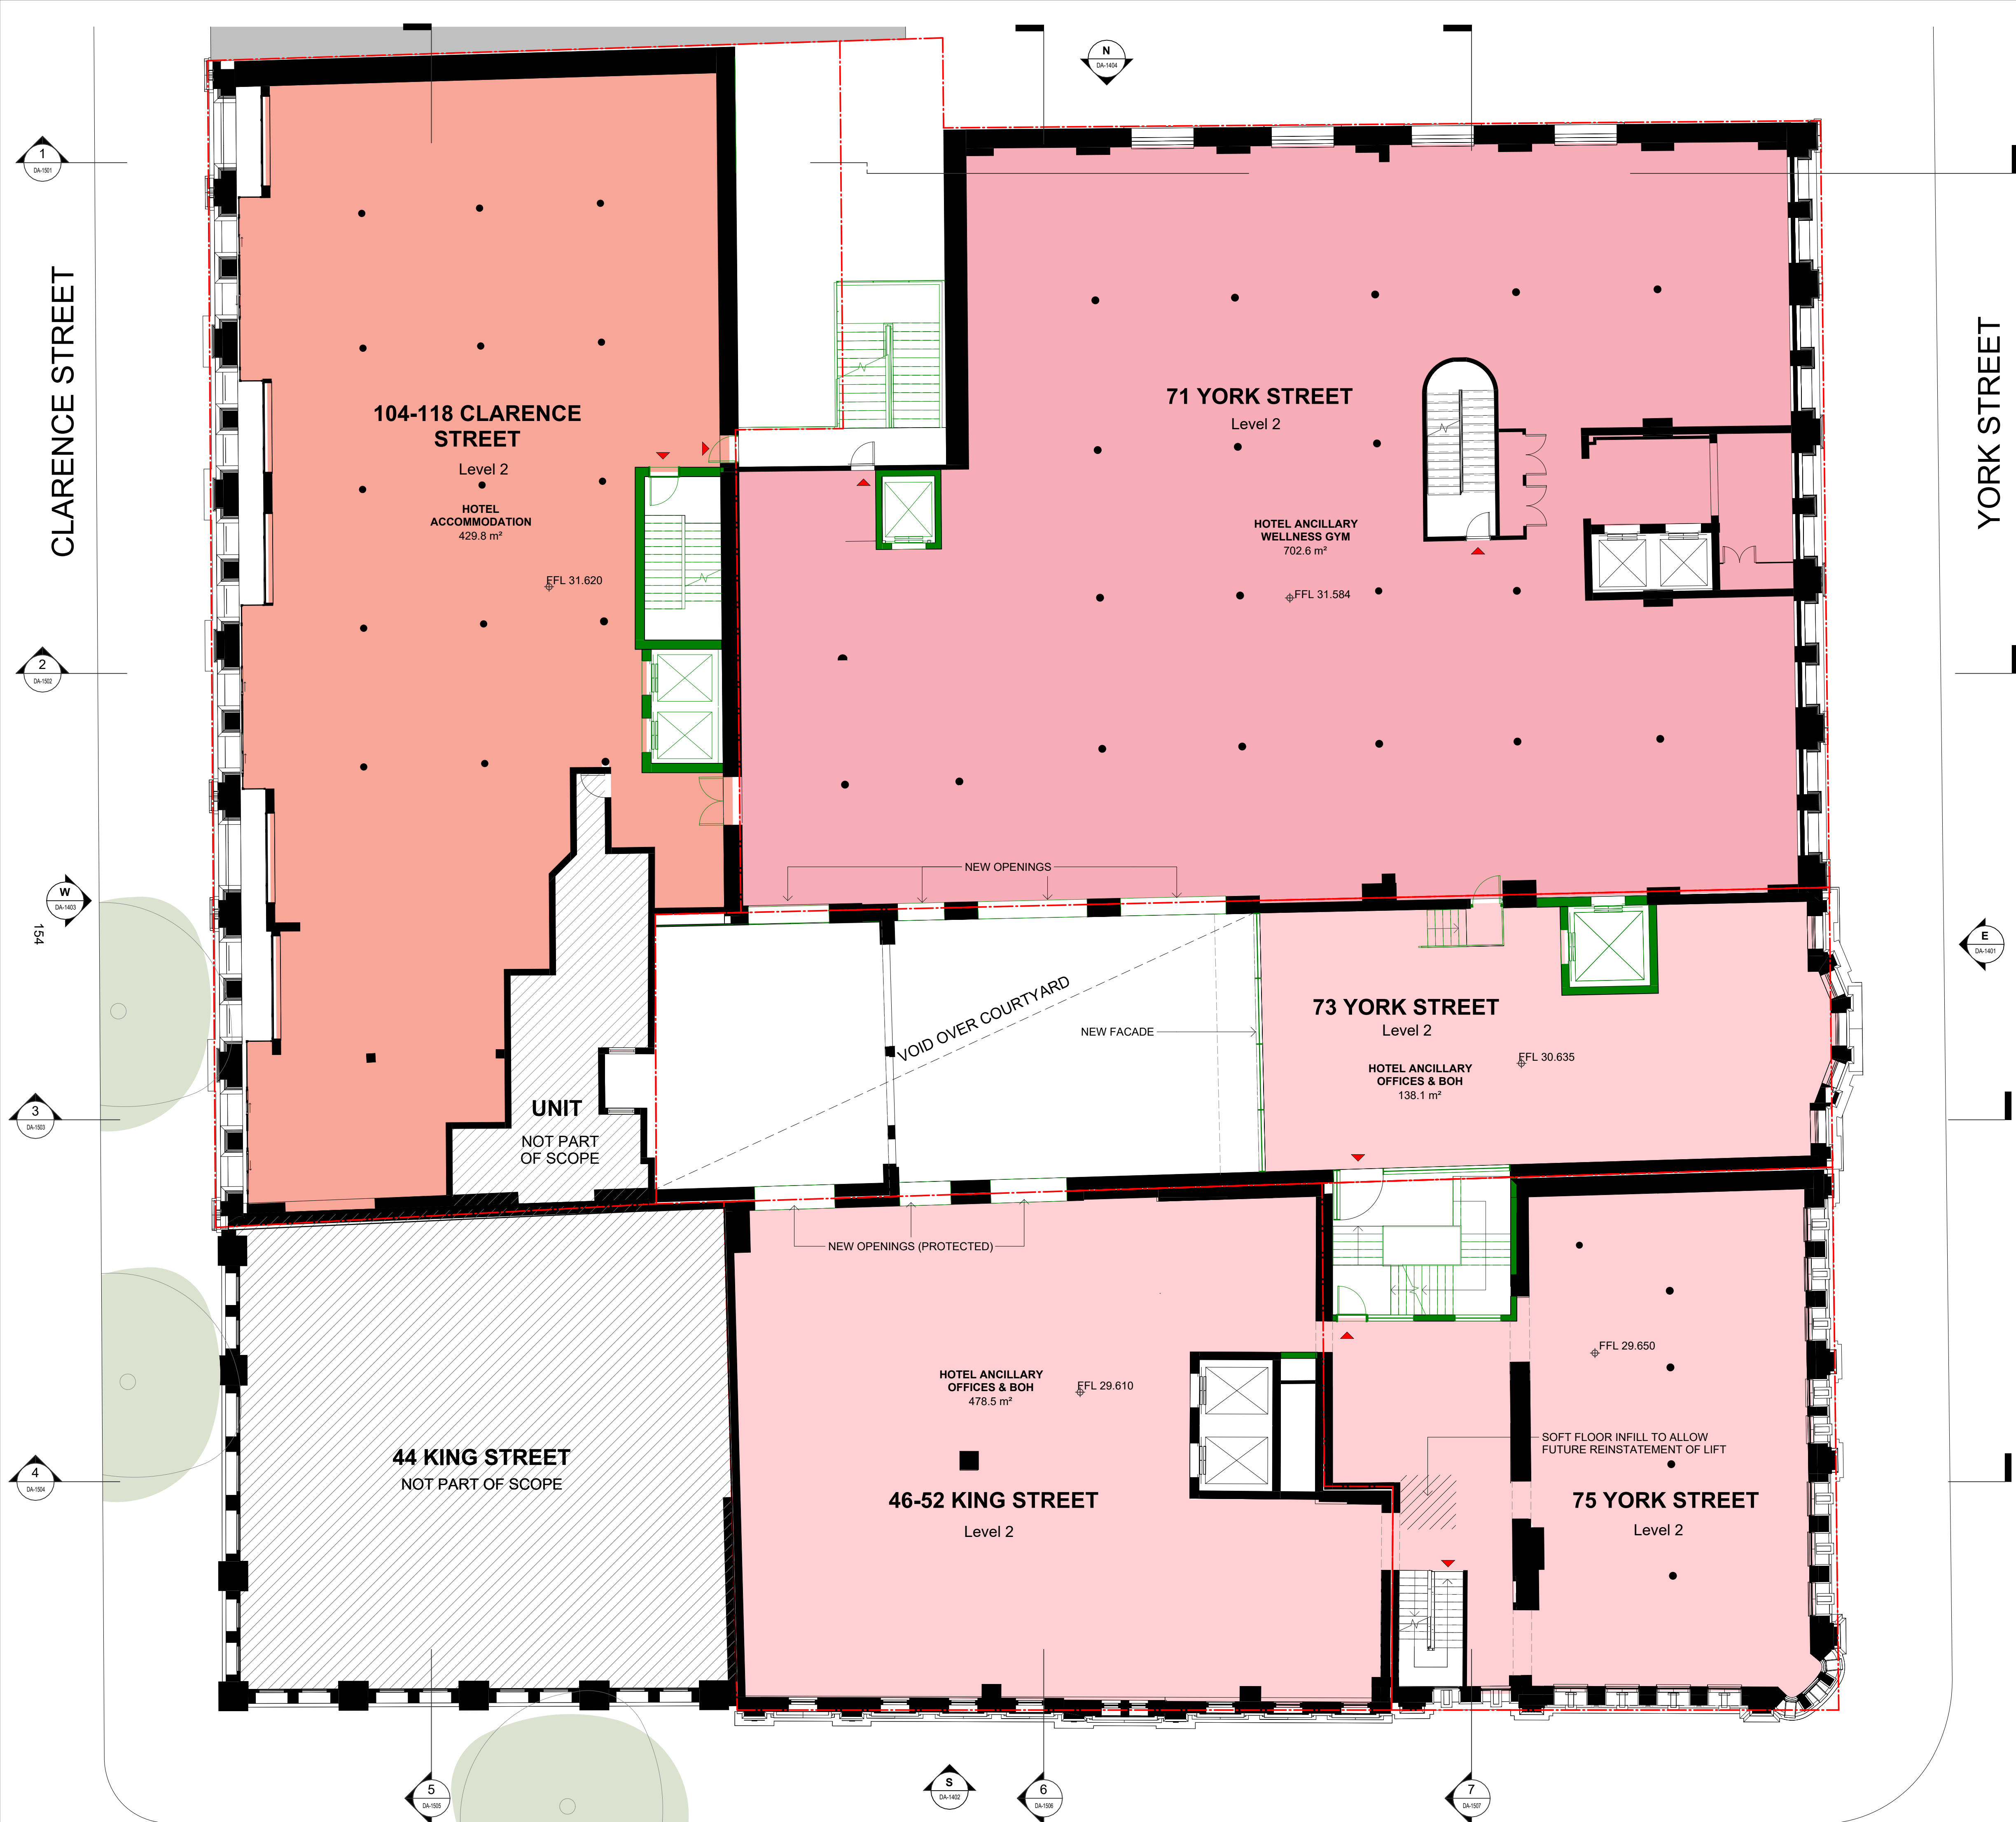 N
DA-1404
1
DA-1501
CLARENCE STREET
YORK STREET
104-118 CLARENCE
STREET
Level 2
HOTEL
ACCOMMODATION
429.8 m²
FFL 31.620
71 YORK STREET
Level 2
HOTEL ANCILLARY
WELLNESS GYM
702.6 m²
FFL 31.584
2
DA-1502
W
DA-1403
154
NEW OPENINGS
E
DA-1401
VOID OVER COURTYARD
NEW FACADE
73 YORK STREET
Level 2
HOTEL ANCILLARY
OFFICES & BOH
138.1 m²
FFL 30.635
3
DA-1503
UNIT
NOT PART
OF SCOPE
NEW OPENINGS (PROTECTED)
HOTEL ANCILLARY
OFFICES & BOH
478.5 m²
FFL 29.610
FFL 29.650
44 KING STREET
NOT PART OF SCOPE
SOFT FLOOR INFILL TO ALLOW
FUTURE REINSTATEMENT OF LIFT
4
DA-1504
46-52 KING STREET
Level 2
75 YORK STREET
Level 2
5
DA-1505
S
DA-1402
6
DA-1506
7
DA-1507